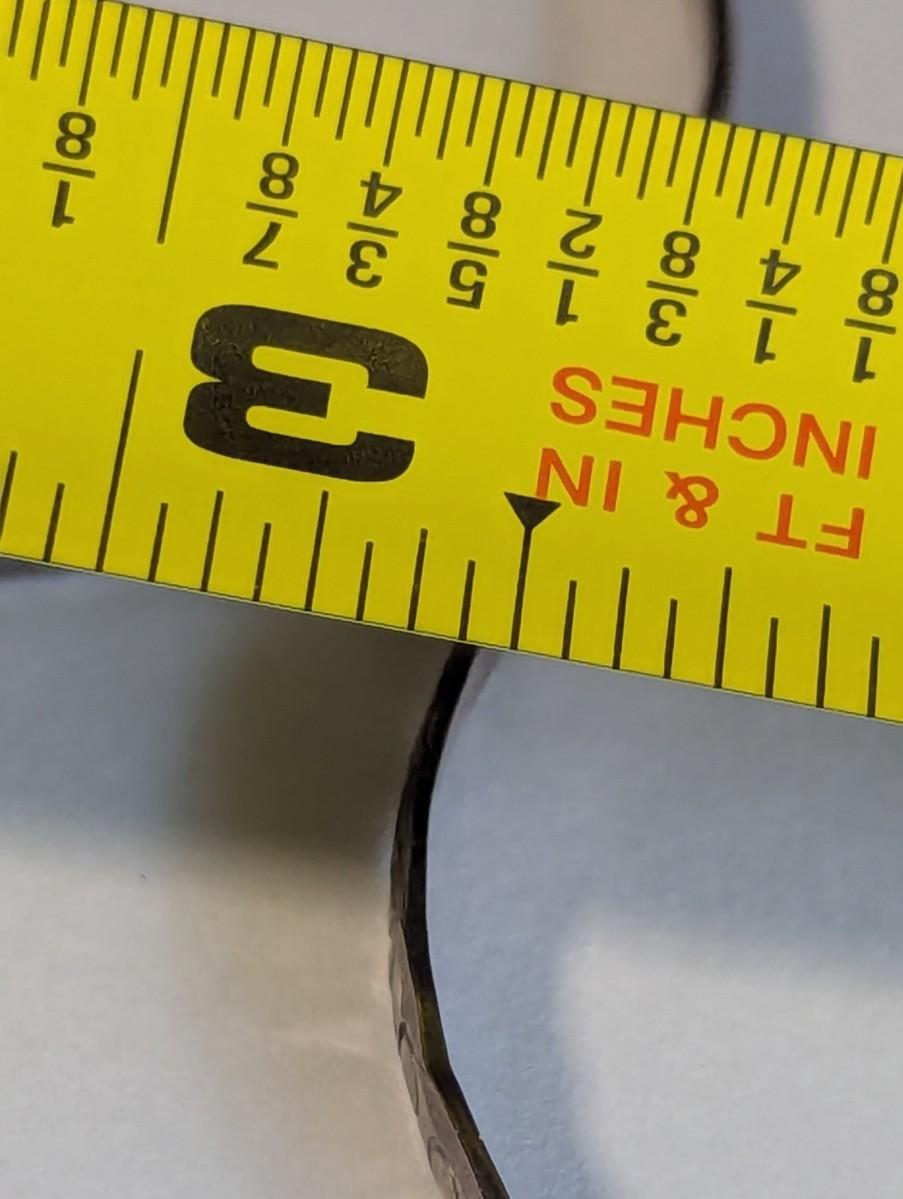 FT & IN
INCHES
3
1/8 1/4 3/8 1/2 5/8 3/4 7/8 1/8